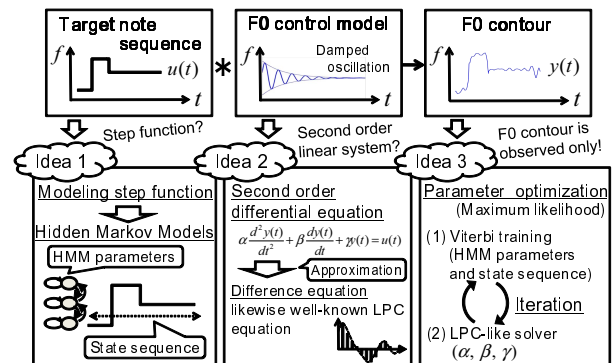 Target note
sequence
f
u(t)
t
*
F0 control model
f
Damped
oscillation
t
F0 contour
f
y(t)
t
Step function?
Second order
linear system?
F0 contour is
observed only!
Idea 1
Modeling step function
Hidden Markov Models
HMM parameters
State sequence
Idea 2
Second order
differential equation
α d²y(t)/dt² + β dy(t)/dt + γy(t) = u(t)
Approximation
Difference equation
likewise well-known LPC
equation
Idea 3
Parameter optimization
(Maximum likelihood)
(1) Viterbi training
(HMM parameters
and state sequence)
Iteration
(2) LPC-like solver
(α, β, γ)